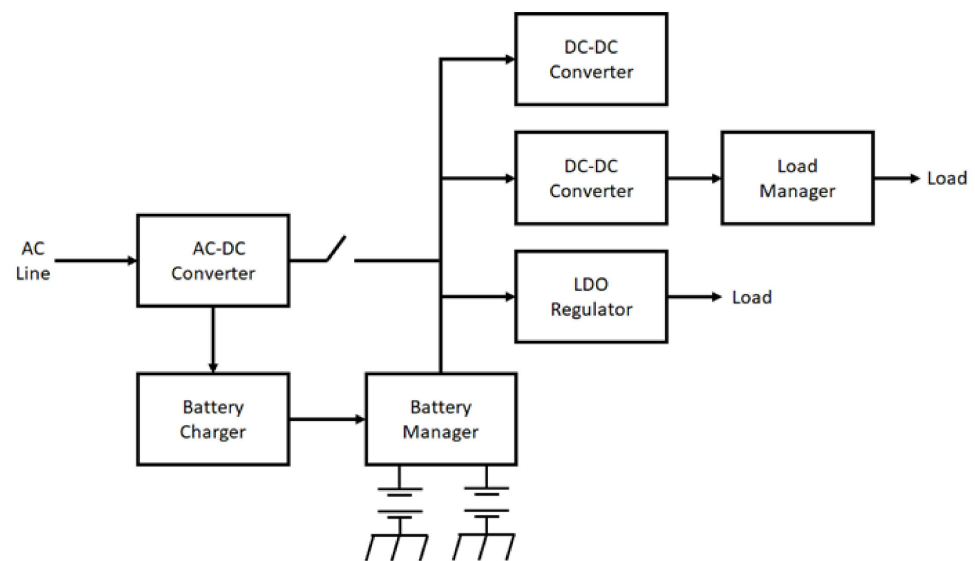 DC-DC
Converter
DC-DC
Converter
Load
Manager
Load
AC
Line
AC-DC
Converter
LDO
Regulator
Load
Battery
Charger
Battery
Manager